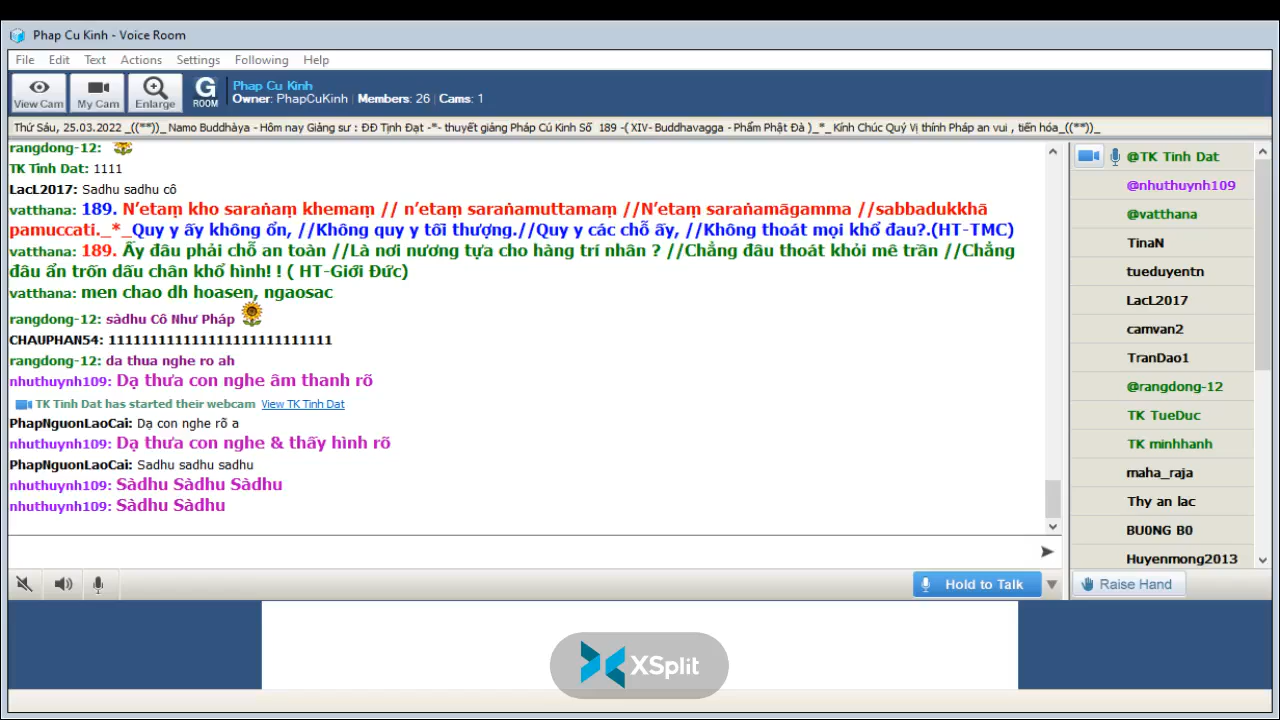 Phap Cu Kinh - Voice Room
File Edit Text Actions Settings Following Help
View Cam My Cam Enlarge G ROOM
Phap Cu Kinh
Owner: PhapCuKinh | Members: 26 | Cams: 1
Thứ Sáu, 25.03.2022 _((**))_ Namo Buddhàya - Hôm nay Giảng sư : ĐĐ Tịnh Đạt -*- thuyết giảng Pháp Cú Kinh Số 189 -( XIV- Buddhavagga - Phẩm Phật Đà )_*_ Kính Chúc Quý Vị thính Pháp an vui , tiến hóa_((**))_
rangdong-12:
TK Tinh Dat: 1111
LacL2017: Sadhu sadhu cô
vatthana: 189. N’etaṃ kho saraṅaṃ khemaṃ // n’etaṃ saraṅamuttamaṃ //N’etaṃ saraṅamāgamma //sabbadukkhā
pamuccati._*_Quy y ấy không ổn, //Không quy y tối thượng.//Quy y các chỗ ấy, //Không thoát mọi khổ đau?.(HT-TMC)
vatthana: 189. Ấy đâu phải chỗ an toàn //Là nơi nương tựa cho hàng trí nhân ? //Chẳng đâu thoát khỏi mê trần //Chẳng
đâu ẩn trốn dấu chân khổ hình! ! ( HT-Giới Đức)
vatthana: men chao dh hoasen, ngaosac
rangdong-12: sàdhu Cô Như Pháp
CHAUPHAN54: 11111111111111111111111111
rangdong-12: da thua nghe ro ah
nhuthuynh109: Dạ thưa con nghe âm thanh rõ
TK Tinh Dat has started their webcam View TK Tinh Dat
PhapNguonLaoCai: Dạ con nghe rõ a
nhuthuynh109: Dạ thưa con nghe & thấy hình rõ
PhapNguonLaoCai: Sadhu sadhu sadhu
nhuthuynh109: Sàdhu Sàdhu Sàdhu
nhuthuynh109: Sàdhu Sàdhu
@TK Tinh Dat
@nhuthuynh109
@vatthana
TinaN
tueduyentn
LacL2017
camvan2
TranDao1
@rangdong-12
TK TueDuc
TK minhhanh
maha_raja
Thy an lac
BU0NG B0
Huyenmong2013
Hold to Talk
Raise Hand
XSplit